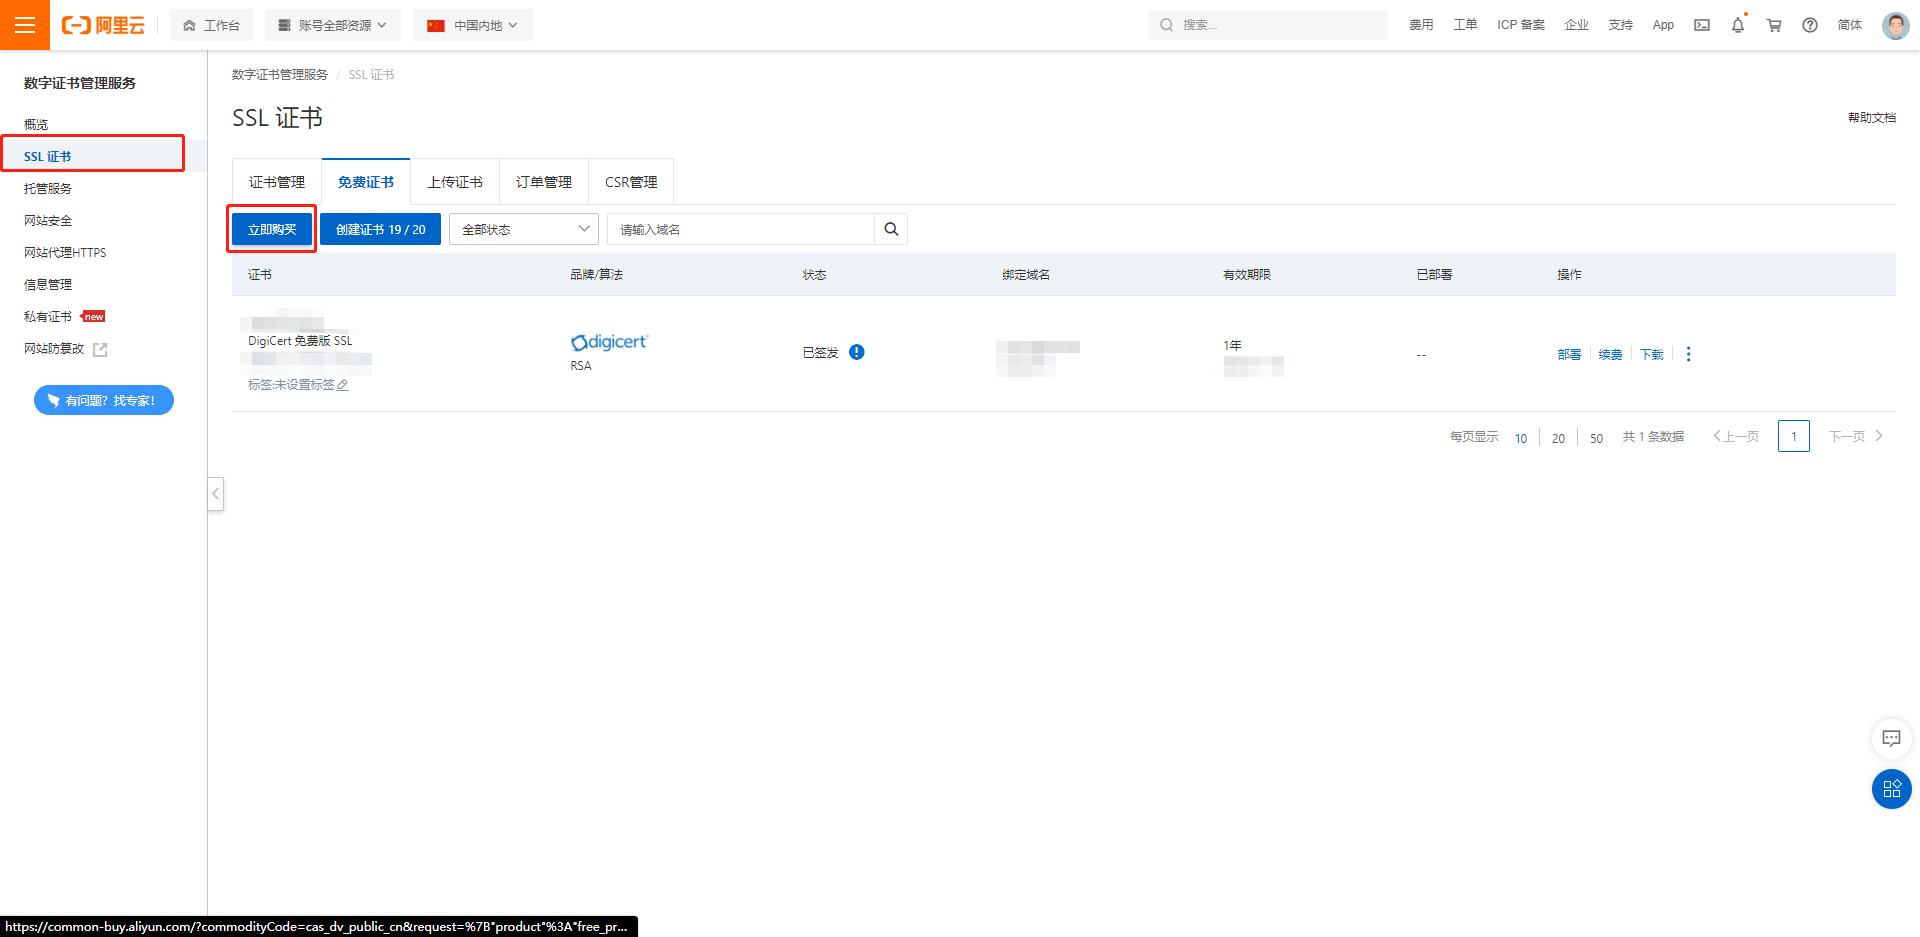 阿里云
工作台
账号全部资源
中国内地
搜索...
费用
工单
ICP 备案
企业
支持
App
简体
数字证书管理服务
概览
SSL 证书
托管服务
网站安全
网站代理HTTPS
信息管理
私有证书 new
网站防篡改
有问题？找专家!
数字证书管理服务 / SSL 证书
SSL 证书
帮助文档
证书管理
免费证书
上传证书
订单管理
CSR管理
立即购买
创建证书 19 / 20
全部状态
请输入域名
证书
品牌/算法
状态
绑定域名
有效期限
已部署
操作
DigiCert 免费版 SSL
标签:未设置标签
digicert
RSA
已签发
1年
--
部署
续费
下载
每页显示 10 20 50 共 1 条数据 上一页 1 下一页
https://common-buy.aliyun.com/?commodityCode=cas_dv_public_cn&request=%7B"product"%3A"free_pr...